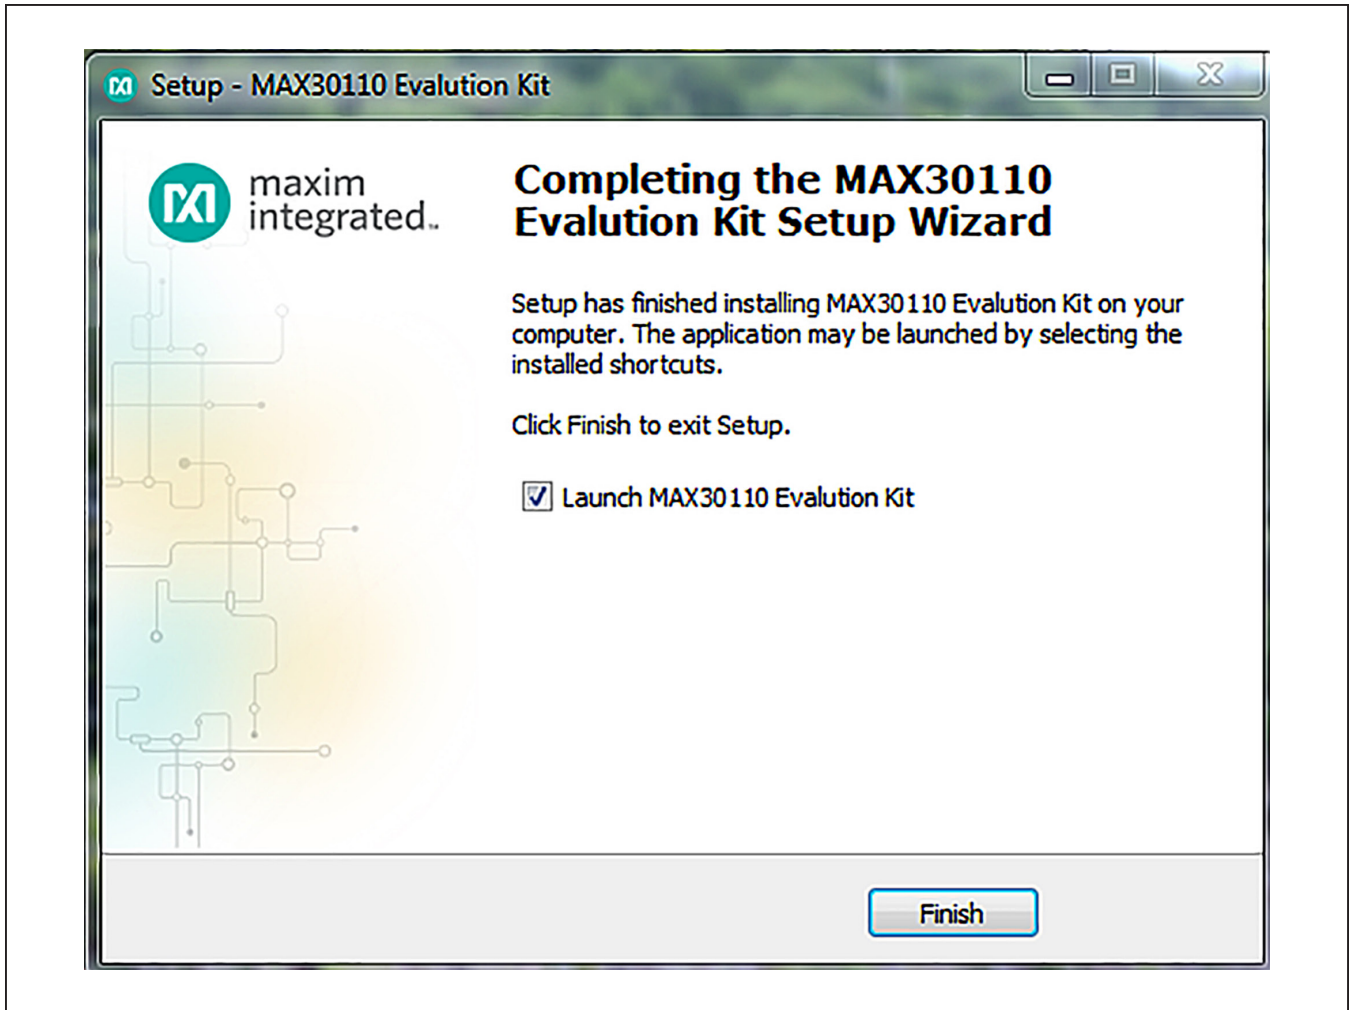 Setup - MAX30110 Evalution Kit
maxim
integrated™
Completing the MAX30110
Evalution Kit Setup Wizard
Setup has finished installing MAX30110 Evalution Kit on your
computer. The application may be launched by selecting the
installed shortcuts.
Click Finish to exit Setup.
Launch MAX30110 Evalution Kit
Finish